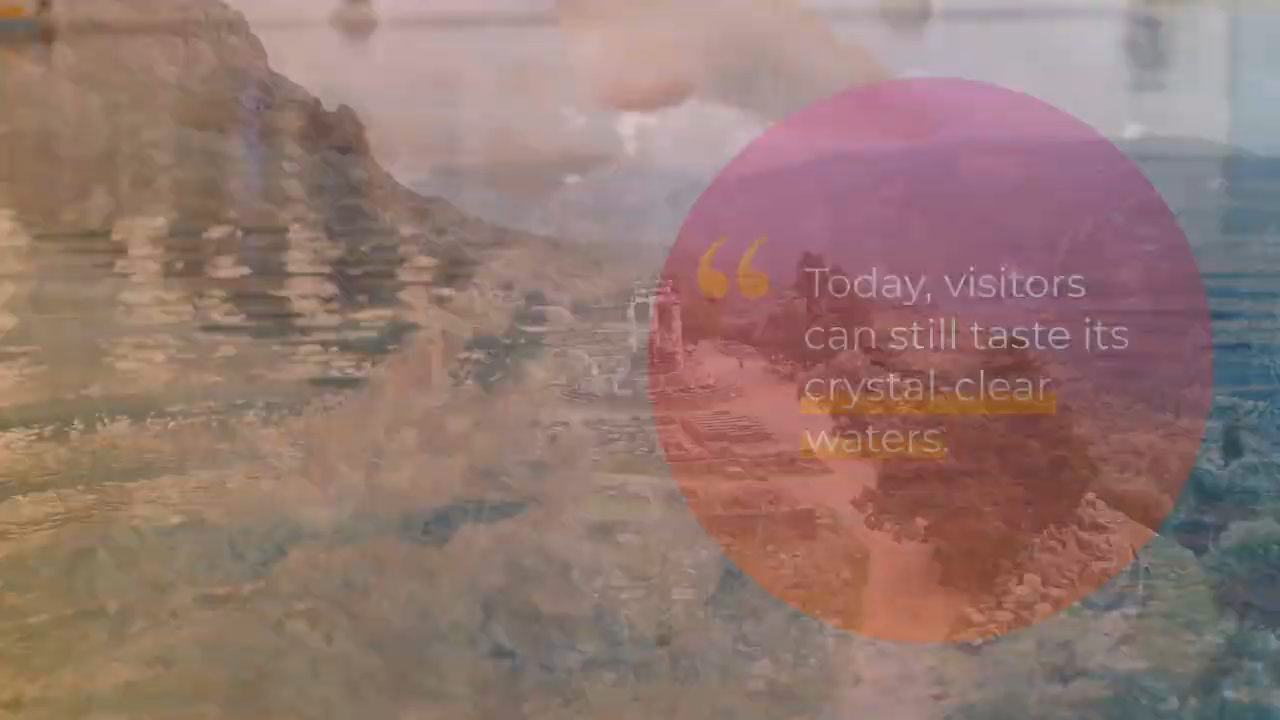 “ Today, visitors
can still taste its
crystal-clear
waters.